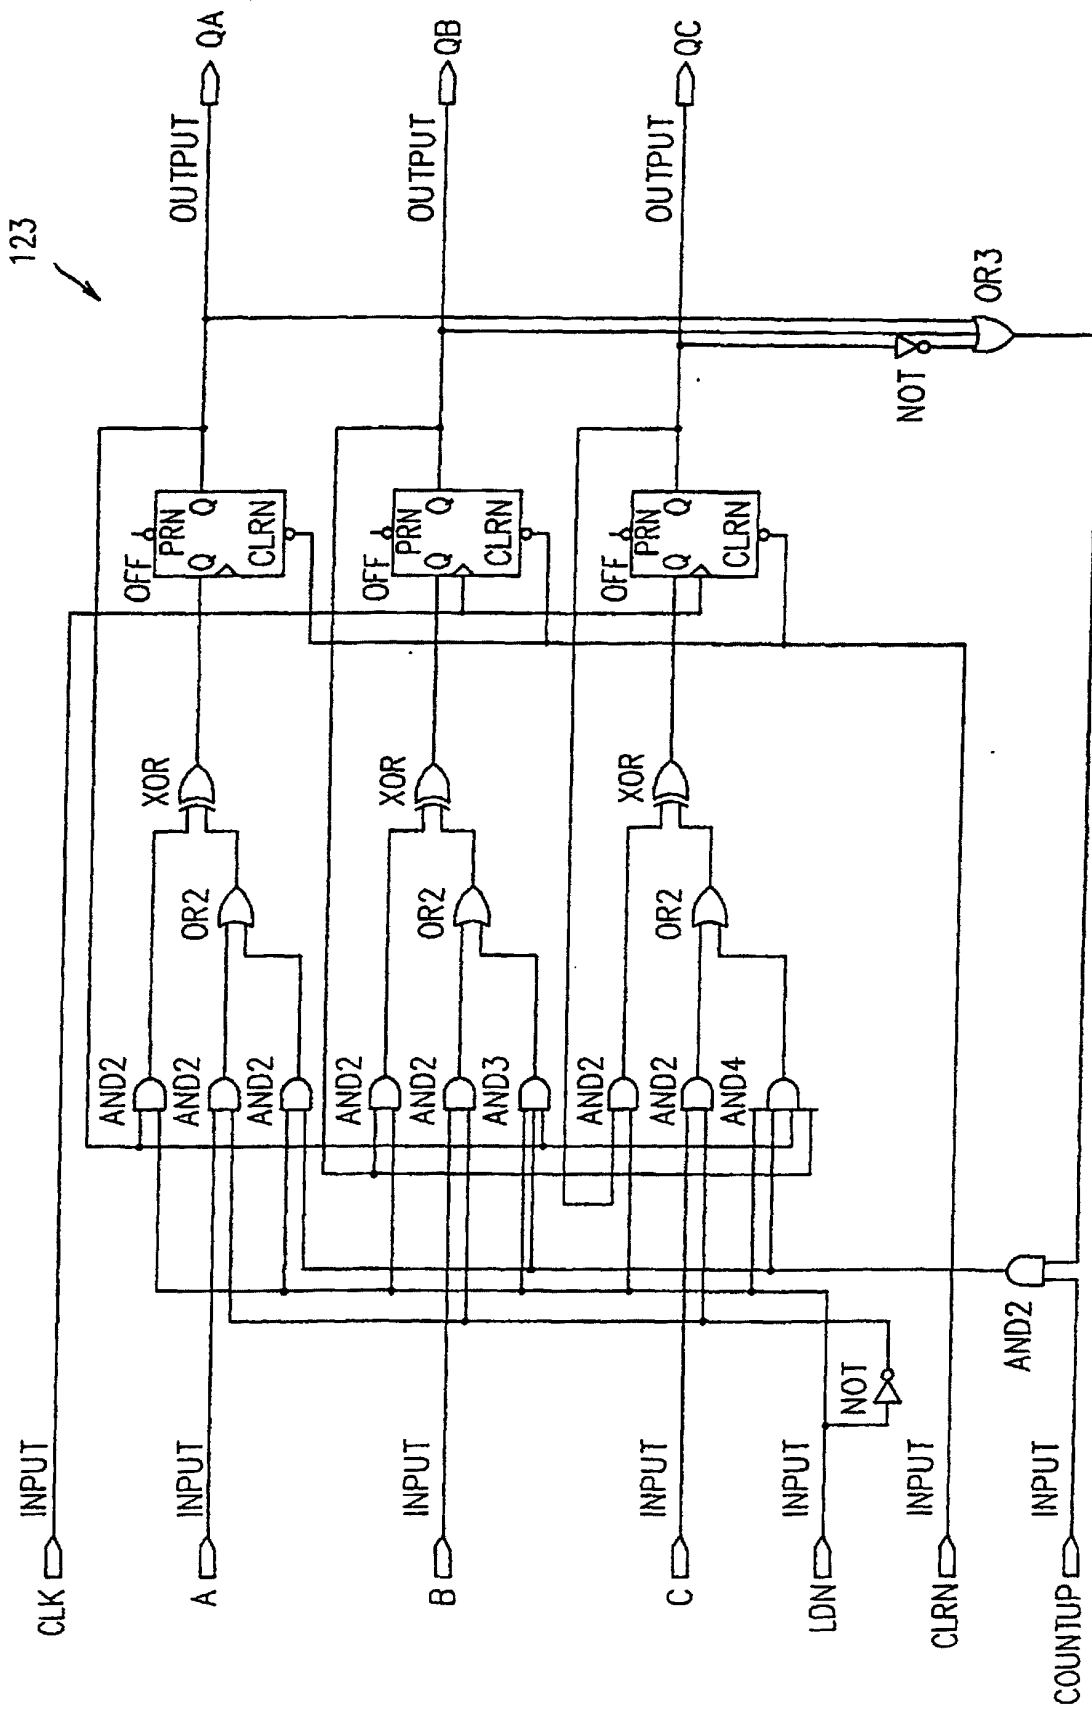 123
CLK INPUT
OFF
PRN
Q Q
CLRN
XOR
OR2
AND2
AND2
AND2
A INPUT
OUTPUT QA
OFF
PRN
Q Q
CLRN
XOR
OR2
AND2
AND2
AND3
B INPUT
OUTPUT QB
OFF
PRN
Q Q
CLRN
XOR
OR2
AND2
AND2
AND4
C INPUT
OUTPUT QC
LDN INPUT
NOT
NOT
CLRN INPUT
OR3
AND2
COUNTUP INPUT